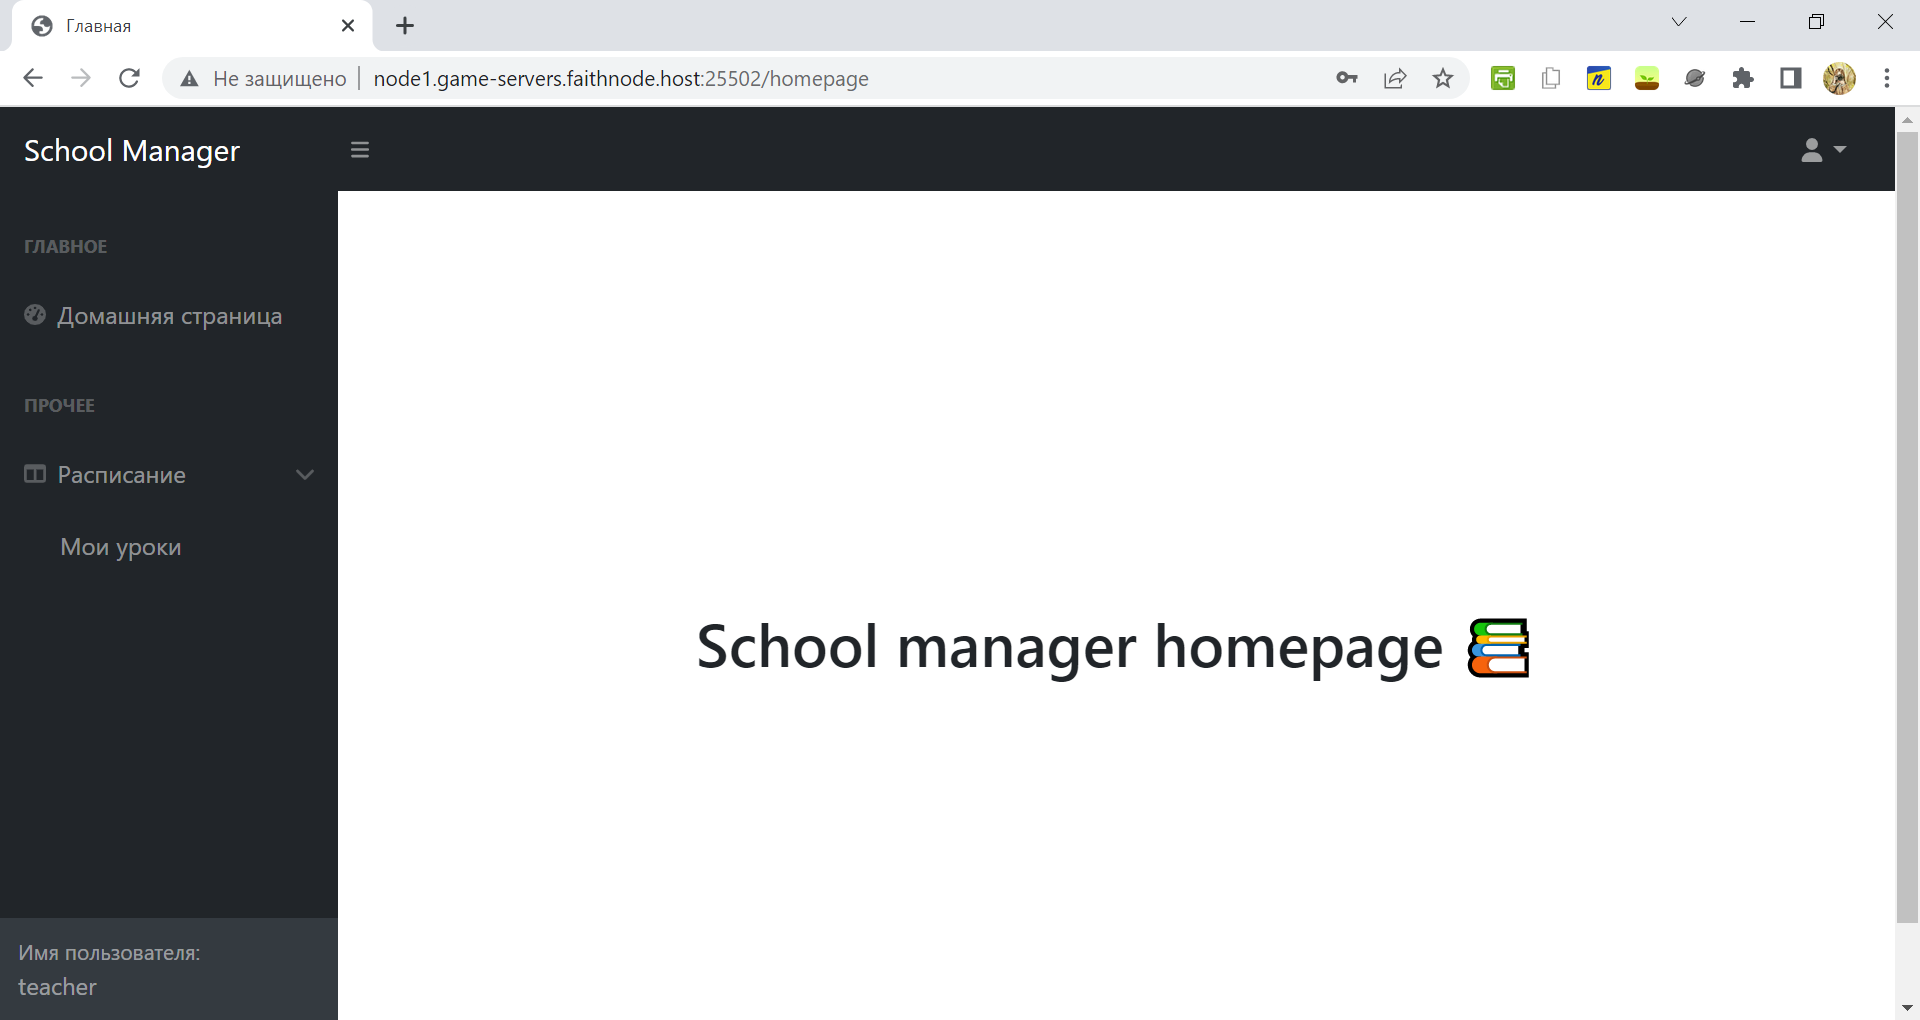 Главная
Не защищено
node1.game-servers.faithnode.host:25502/homepage
School Manager
ГЛАВНОЕ
Домашняя страница
ПРОЧЕЕ
Расписание
Мои уроки
School manager homepage
Имя пользователя:
teacher